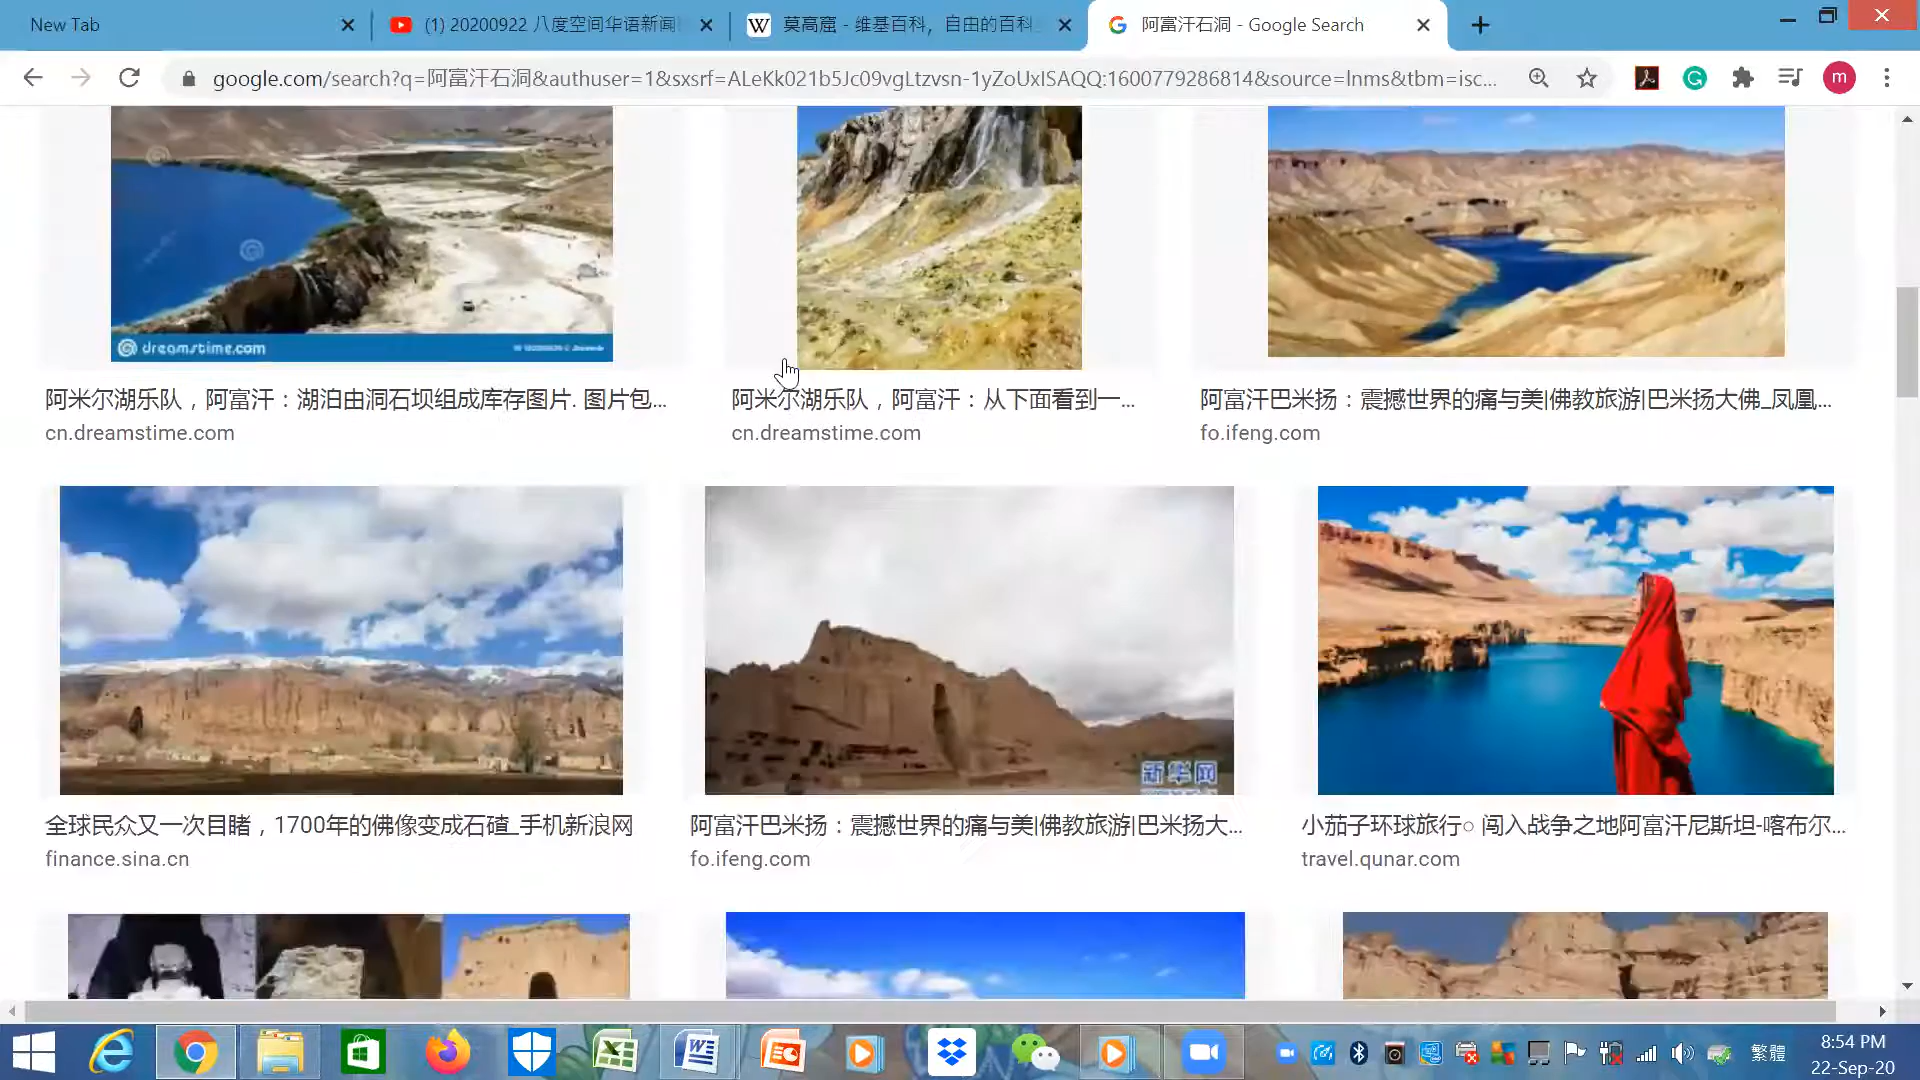 New Tab
(1) 20200922 八度空间华语新闻
莫高窟 - 维基百科，自由的百科
阿富汗石洞 - Google Search
google.com/search?q=阿富汗石洞&authuser=1&sxsrf=ALeKk021b5Jc09vgLtzvsn-1yZoUxISAQQ:1600779286814&source=lnms&tbm=isc...
m
dreamstime.com
阿米尔湖乐队，阿富汗：湖泊由洞石坝组成库存图片. 图片包...
cn.dreamstime.com
阿米尔湖乐队，阿富汗：从下面看到一...
cn.dreamstime.com
阿富汗巴米扬：震撼世界的痛与美|佛教旅游|巴米扬大佛_凤凰...
fo.ifeng.com
新华网
全球民众又一次目睹，1700年的佛像变成石碴_手机新浪网
finance.sina.cn
阿富汗巴米扬：震撼世界的痛与美|佛教旅游|巴米扬大...
fo.ifeng.com
小茄子环球旅行○ 闯入战争之地阿富汗尼斯坦-喀布尔...
travel.qunar.com
繁體
8:54 PM
22-Sep-20